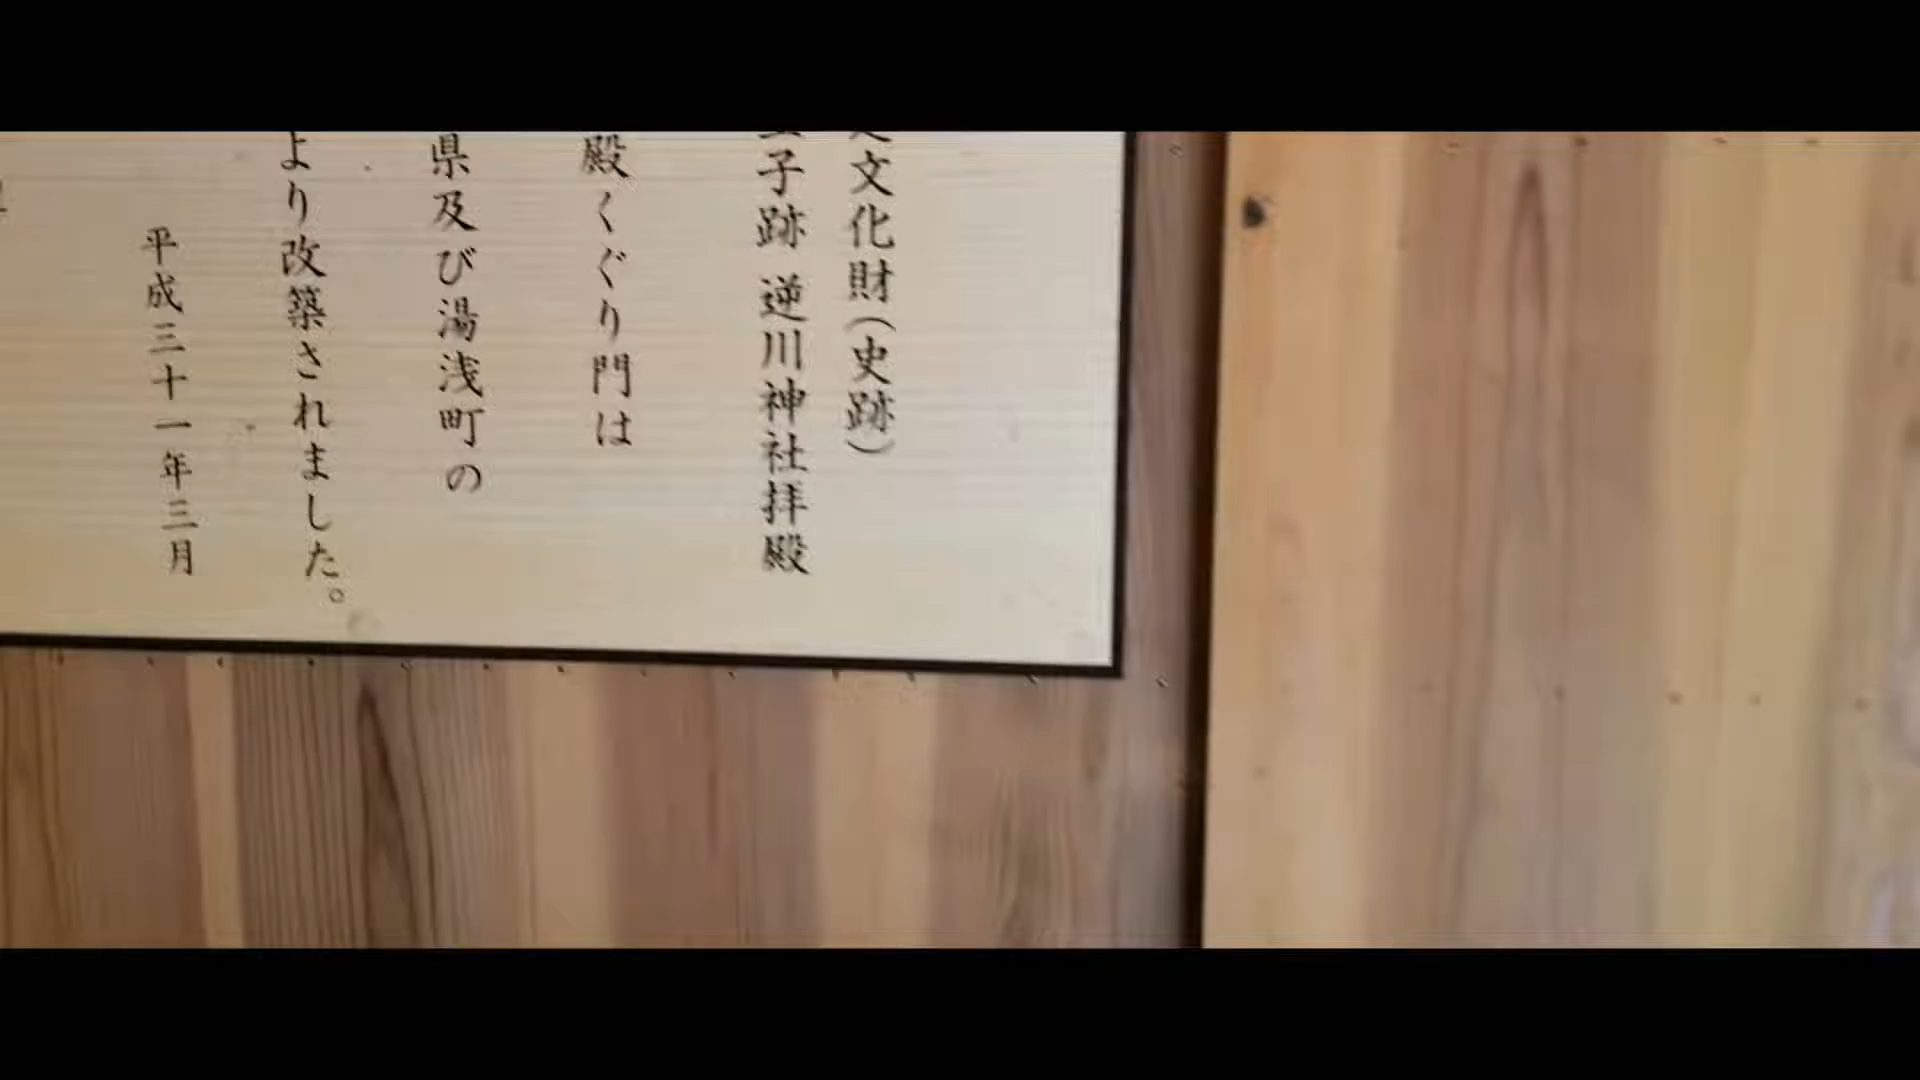 文化財(史跡)
子跡 逆川神社拝殿
殿くぐり門は
県及び湯浅町の
より改築されました。
平成三十一年三月